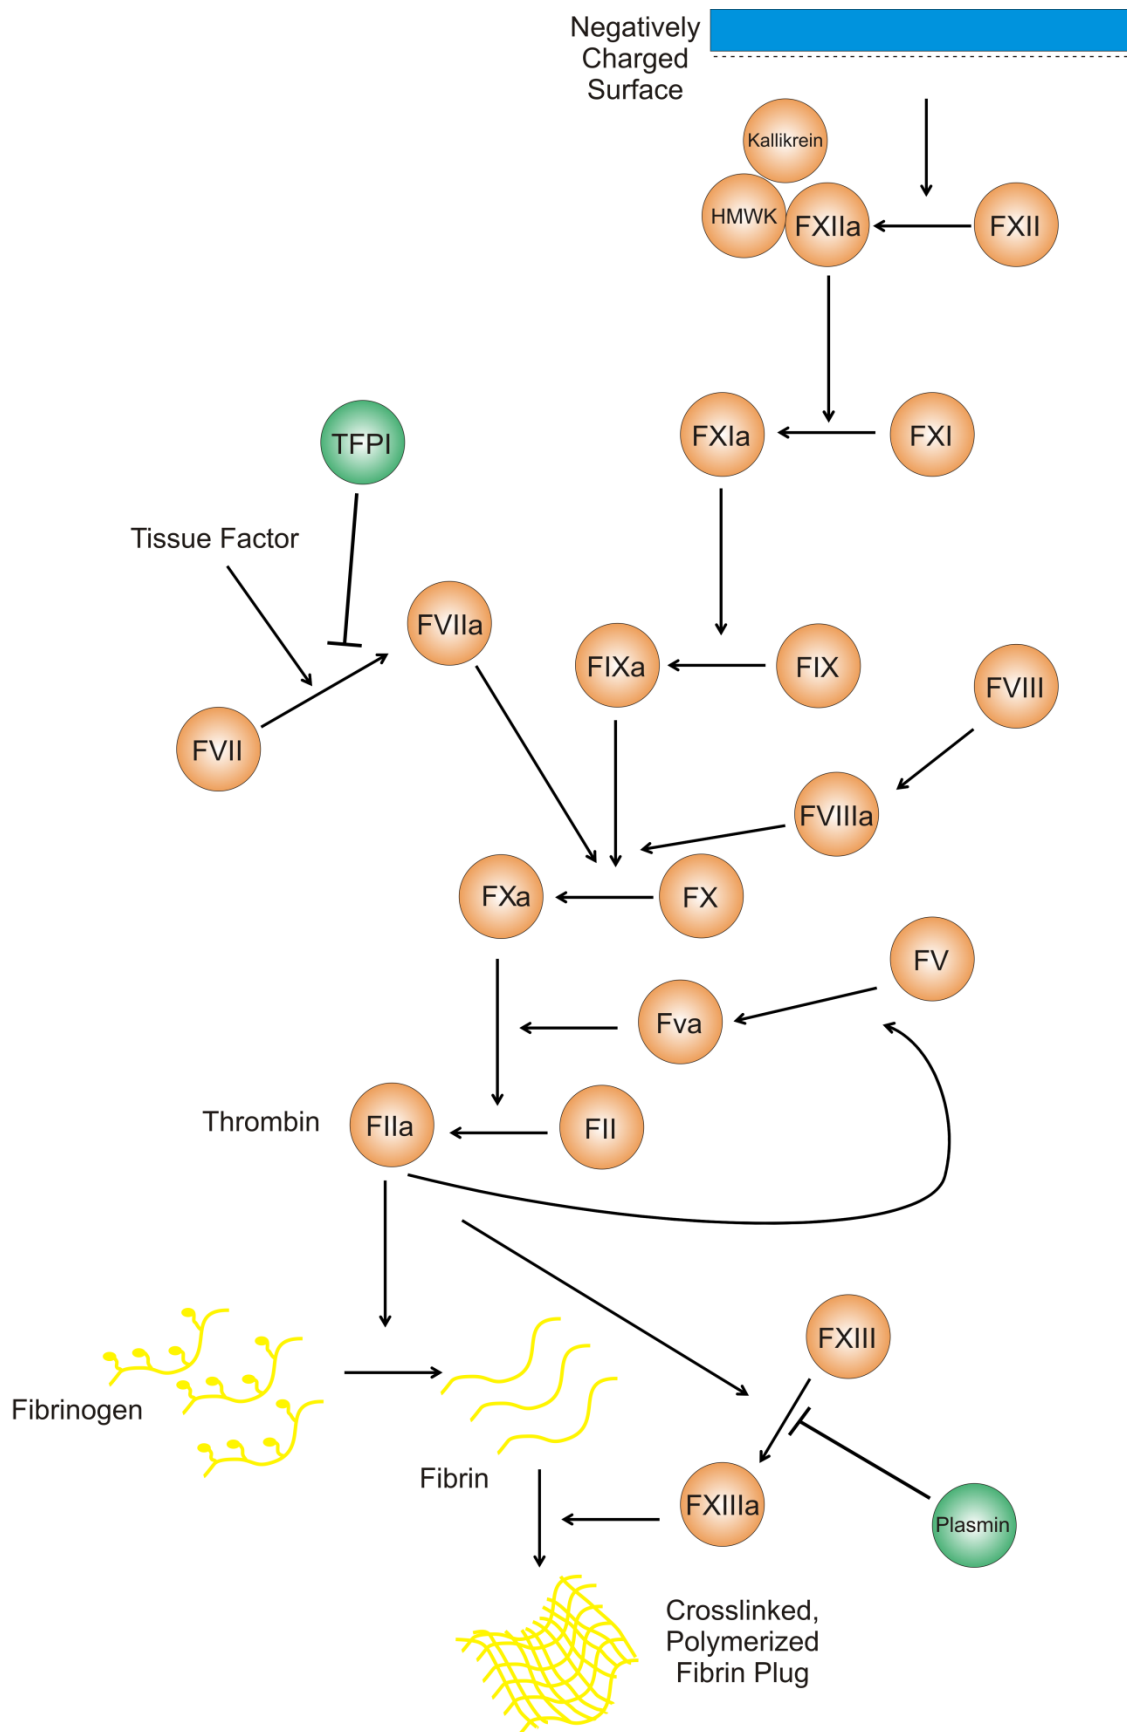 Negatively
Charged
Surface
Kallikrein
HMWK
FXIIa
FXII
TFPI
FXIa
FXI
Tissue Factor
FVIIa
FIXa
FIX
FVIII
FVII
FVIIIa
FXa
FX
FV
Fva
Thrombin
FIIa
FII
FXIII
Fibrinogen
Fibrin
FXIIIa
Plasmin
Crosslinked,
Polymerized
Fibrin Plug